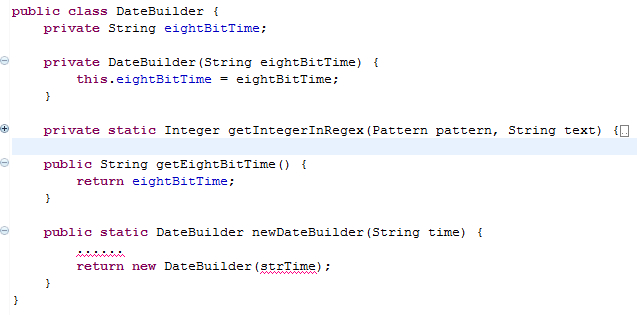 public class DateBuilder {
private String eightBitTime;
private DateBuilder(String eightBitTime) {
this.eightBitTime = eightBitTime;
}
private static Integer getIntegerInRegex(Pattern pattern, String text) {
public String getEightBitTime() {
return eightBitTime;
}
public static DateBuilder newDateBuilder(String time) {
......
return new DateBuilder(strTime);
}
}